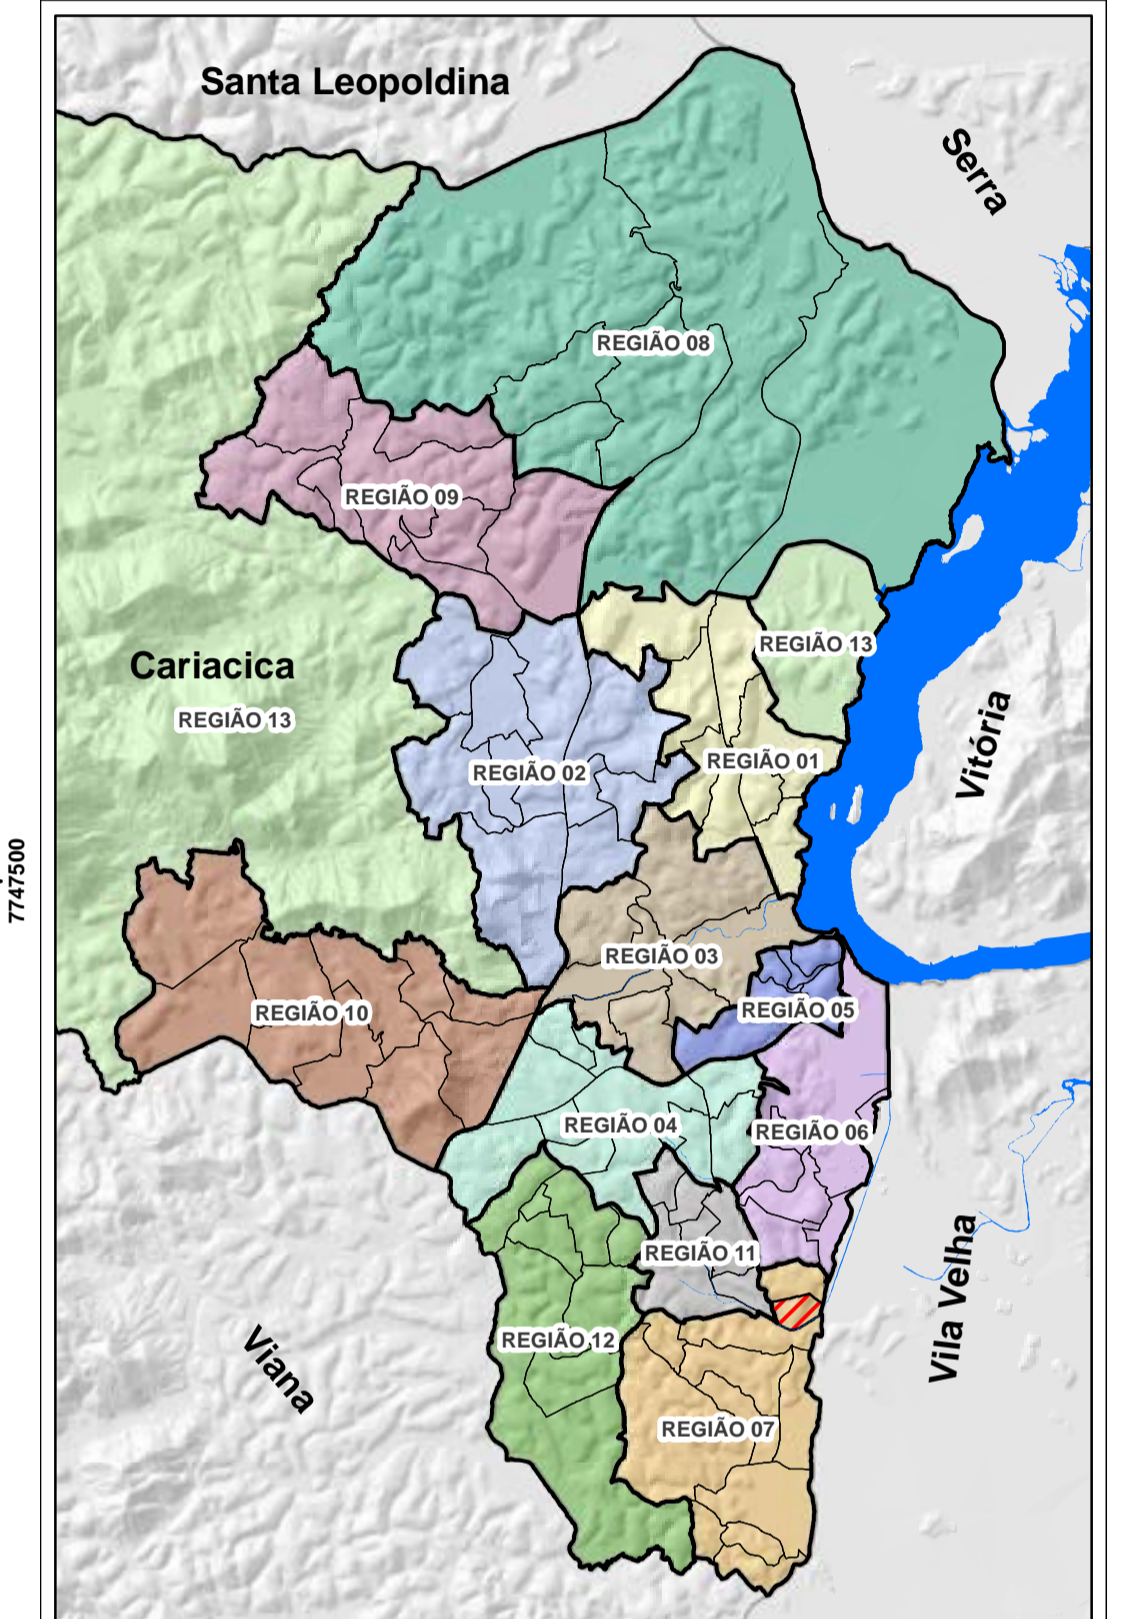 Santa Leopoldina
Serra
REGIÃO 08
REGIÃO 09
REGIÃO 13
Cariacica
REGIÃO 13
Vitória
REGIÃO 01
REGIÃO 02
7747500
REGIÃO 03
REGIÃO 05
REGIÃO 10
REGIÃO 04
REGIÃO 06
REGIÃO 11
Vila Velha
REGIÃO 12
Viana
REGIÃO 07